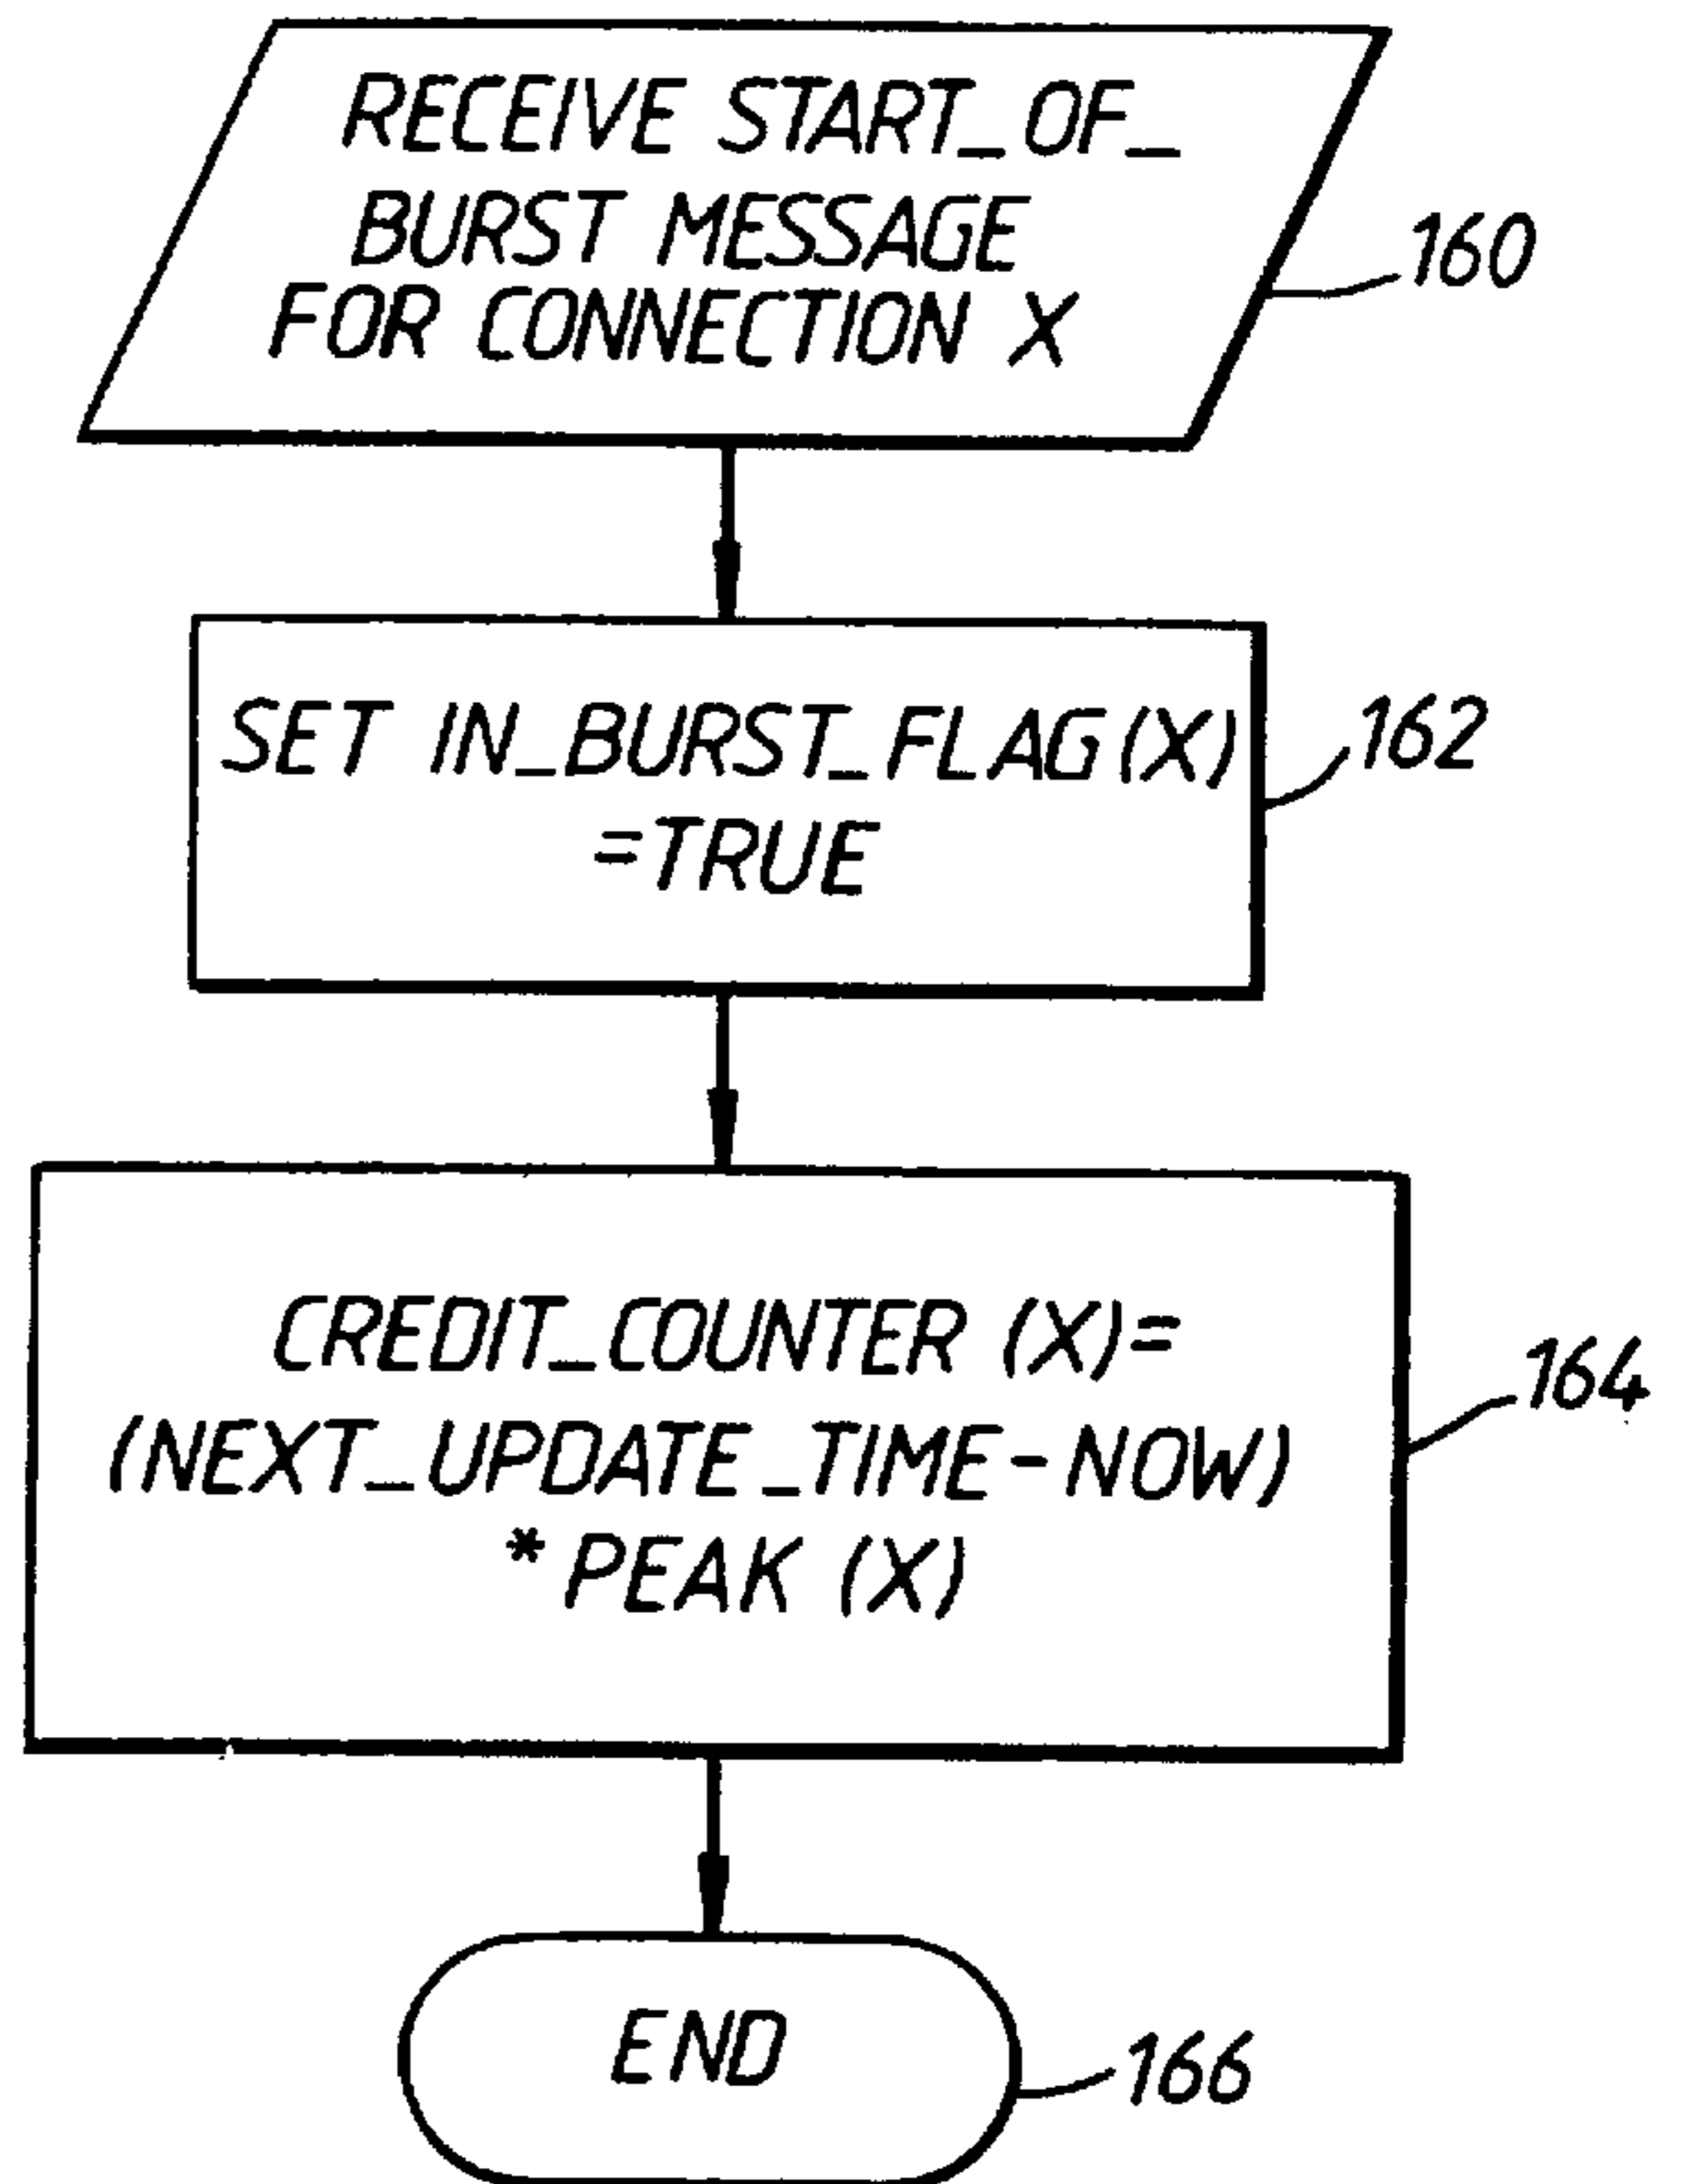 RECEIVE START_OF_
BURST MESSAGE
FOR CONNECTION X
160
SET IN_BURST_FLAG(X)
=TRUE
162
CREDIT_COUNTER (X)=
(NEXT_UPDATE_TIME-NOW)
* PEAK (X)
164
END
166